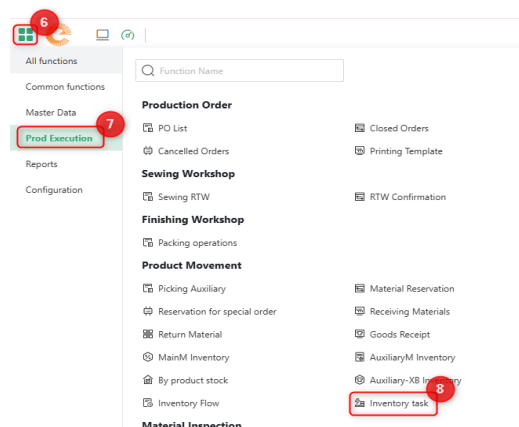 6
All functions
Function Name
Common functions
Production Order
Master Data
7
PO List
Closed Orders
Prod Execution
Cancelled Orders
Printing Template
Reports
Sewing Workshop
Configuration
Sewing RTW
RTW Confirmation
Finishing Workshop
Packing operations
Product Movement
Picking Auxiliary
Material Reservation
Reservation for special order
Receiving Materials
Return Material
Goods Receipt
MainM Inventory
AuxiliaryM Inventory
By product stock
Auxiliary-XB Inventory
8
Inventory Flow
Inventory task
Material Inspection